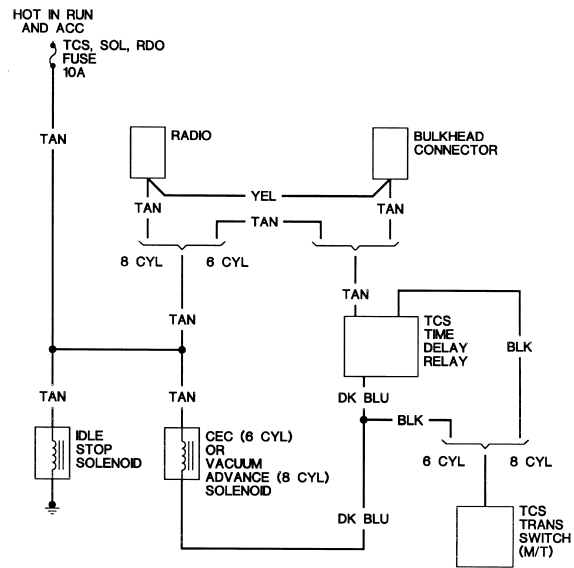 HOT IN RUN
AND ACC
TCS, SOL, RDO
FUSE
10A
TAN
RADIO
BULKHEAD
CONNECTOR
YEL
TAN
TAN
TAN
8 CYL
6 CYL
TAN
TAN
TCS
TIME
DELAY
RELAY
BLK
TAN
TAN
DK BLU
BLK
IDLE
STOP
SOLENOID
CEC (6 CYL)
OR
VACUUM
ADVANCE (8 CYL)
SOLENOID
6 CYL
8 CYL
DK BLU
TCS
TRANS
SWITCH
(M/T)